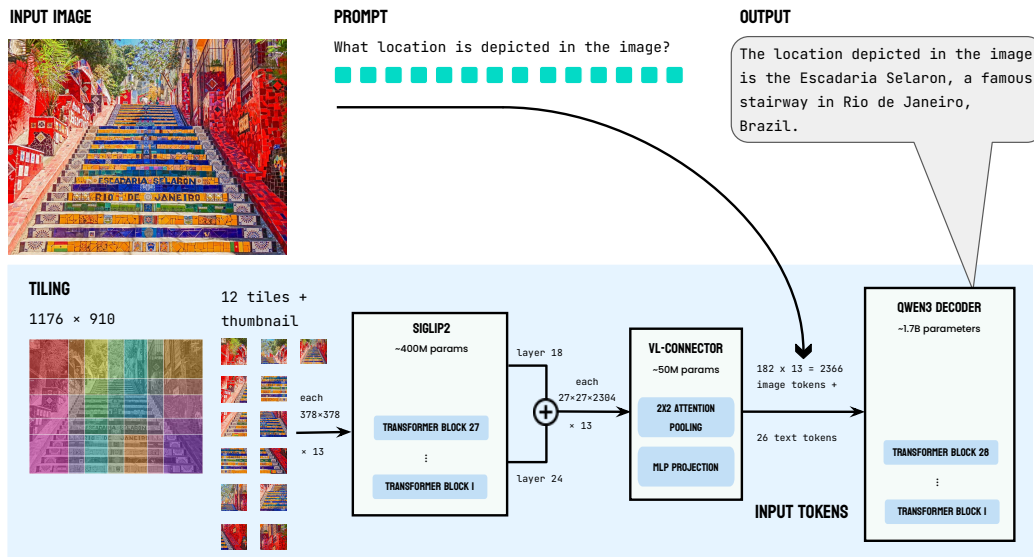 INPUT IMAGE
PROMPT
OUTPUT
What location is depicted in the image?
The location depicted in the image
is the Escadaria Selaron, a famous
stairway in Rio de Janeiro,
Brazil.
ESCADARIA SELARON
RIO DE JANEIRO
TILING
1176 × 910
12 tiles +
thumbnail
each
378×378
× 13
SIGLIP2
~400M params
TRANSFORMER BLOCK 27
⋮
TRANSFORMER BLOCK 1
layer 18
layer 24
each
27×27×2304
× 13
VL-CONNECTOR
~50M params
2X2 ATTENTION
POOLING
MLP PROJECTION
182 x 13 = 2366
image tokens +
26 text tokens
INPUT TOKENS
QWEN3 DECODER
~1.7B parameters
TRANSFORMER BLOCK 28
⋮
TRANSFORMER BLOCK 1